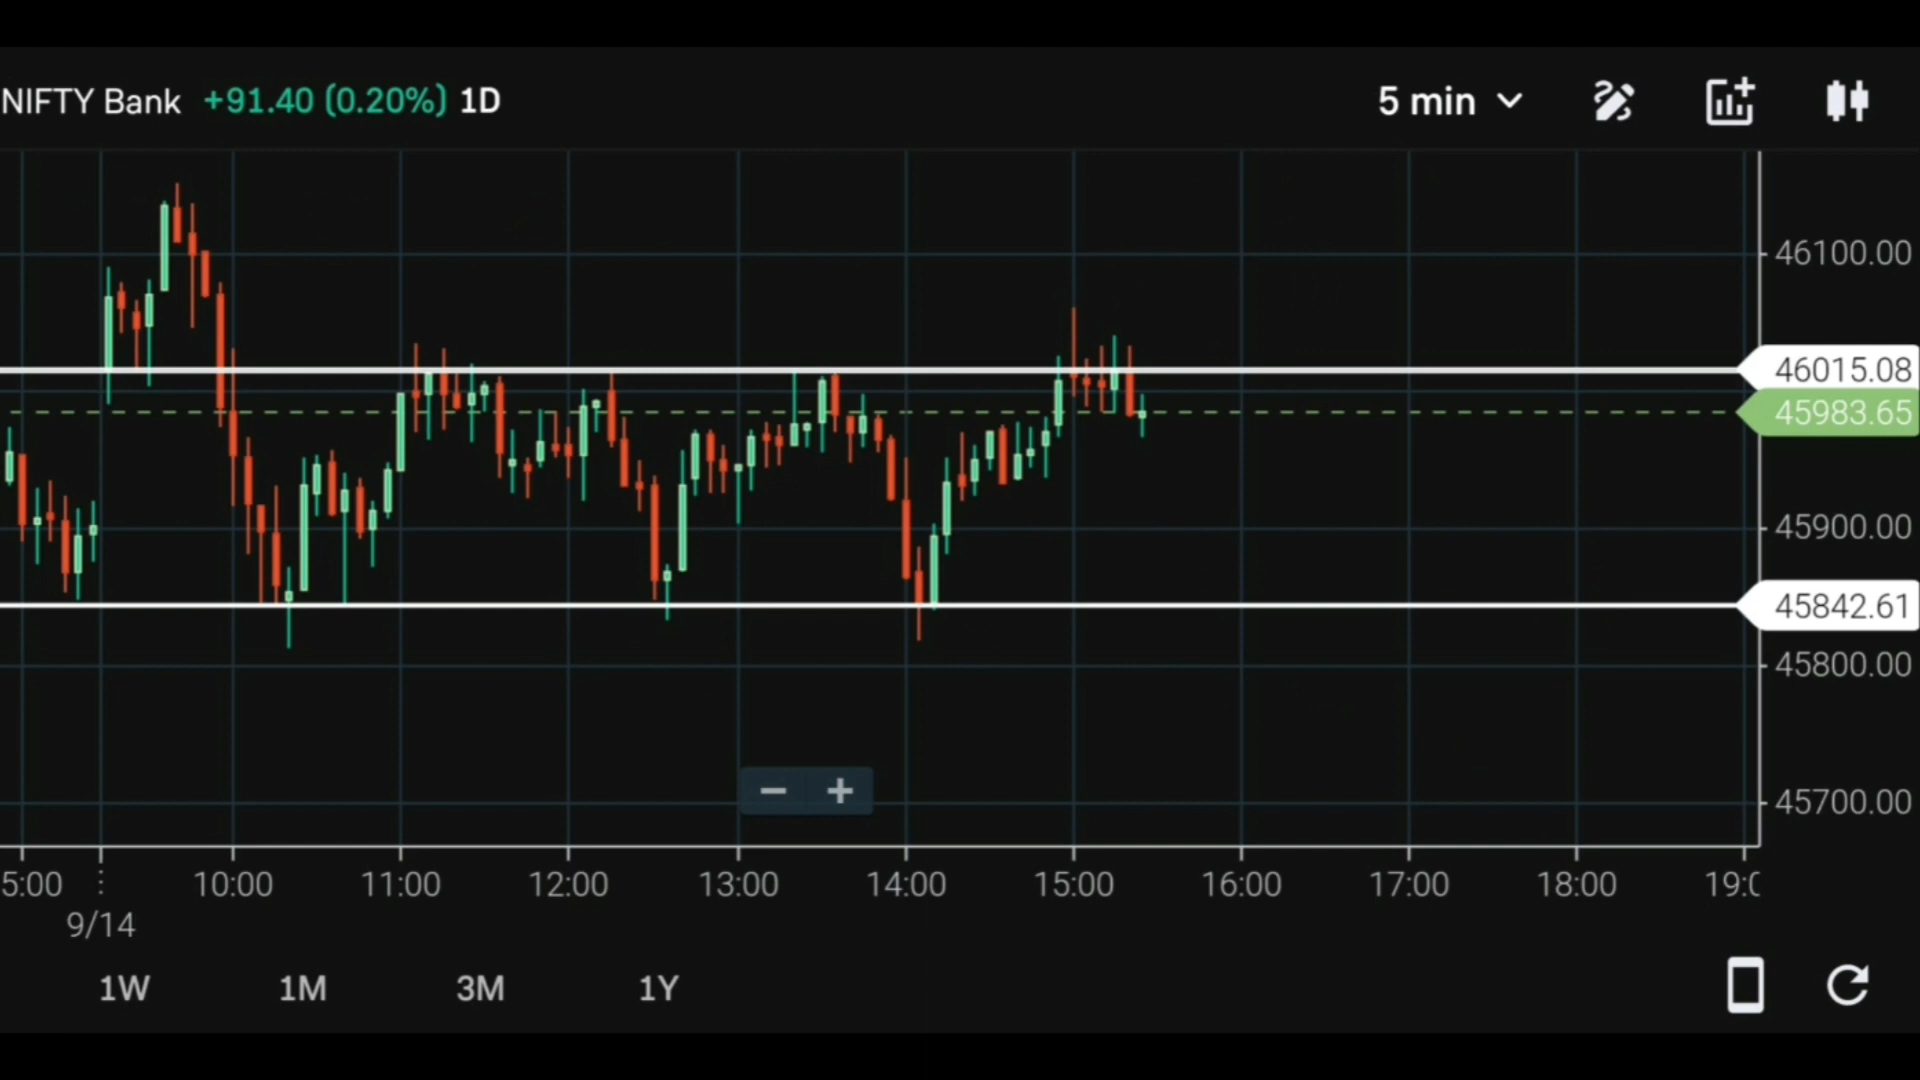 NIFTY Bank +91.40 (0.20%) 1D 5 min
46100.00
46015.08
45983.65
45900.00
45842.61
45800.00
45700.00
5:00 10:00 11:00 12:00 13:00 14:00 15:00 16:00 17:00 18:00
9/14
1W 1M 3M 1Y